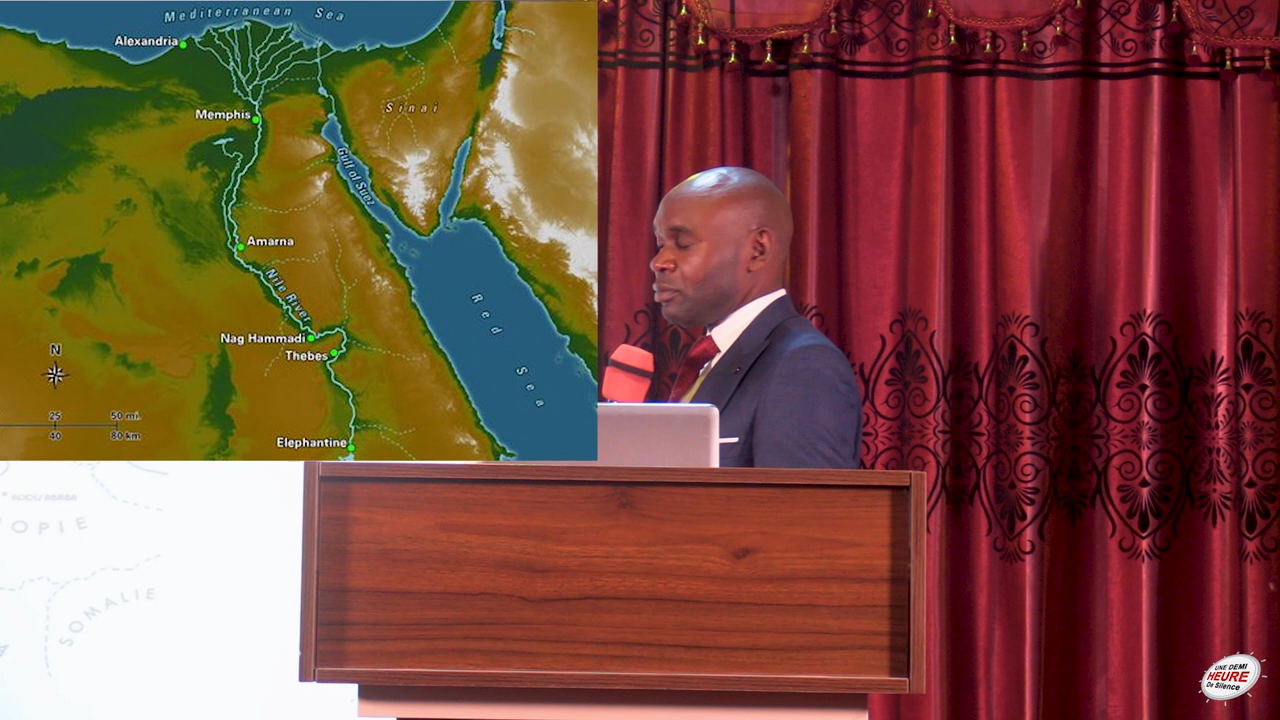 Mediterranean Sea
Alexandria
Sinai
Memphis
Gulf of Suez
Amarna
Nile River
Red Sea
Nag Hammadi
Thebes
N
25 50 mi.
40 80 km
Elephantine
OPIE
SOMALIE
UNE DEMI
HEURE
De Silence